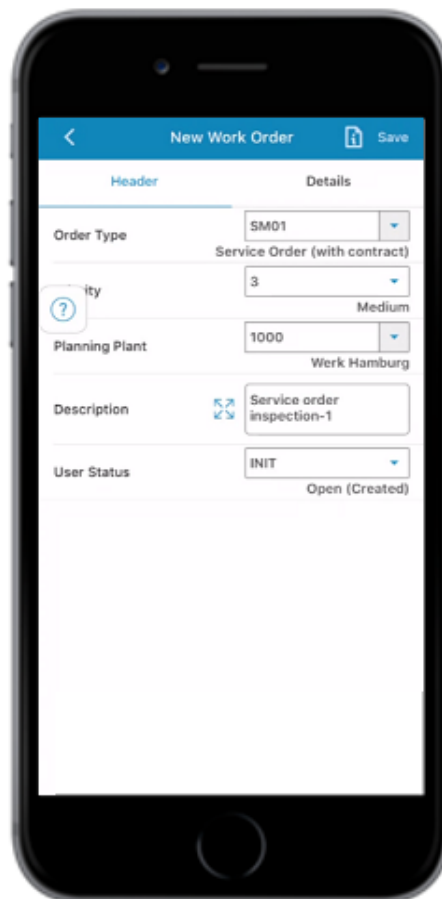 New Work Order Save
Header Details
Order Type SM01
Service Order (with contract)
3
Medium
?
Planning Plant 1000
Werk Hamburg
Description Service order
inspection-1
User Status INIT
Open (Created)